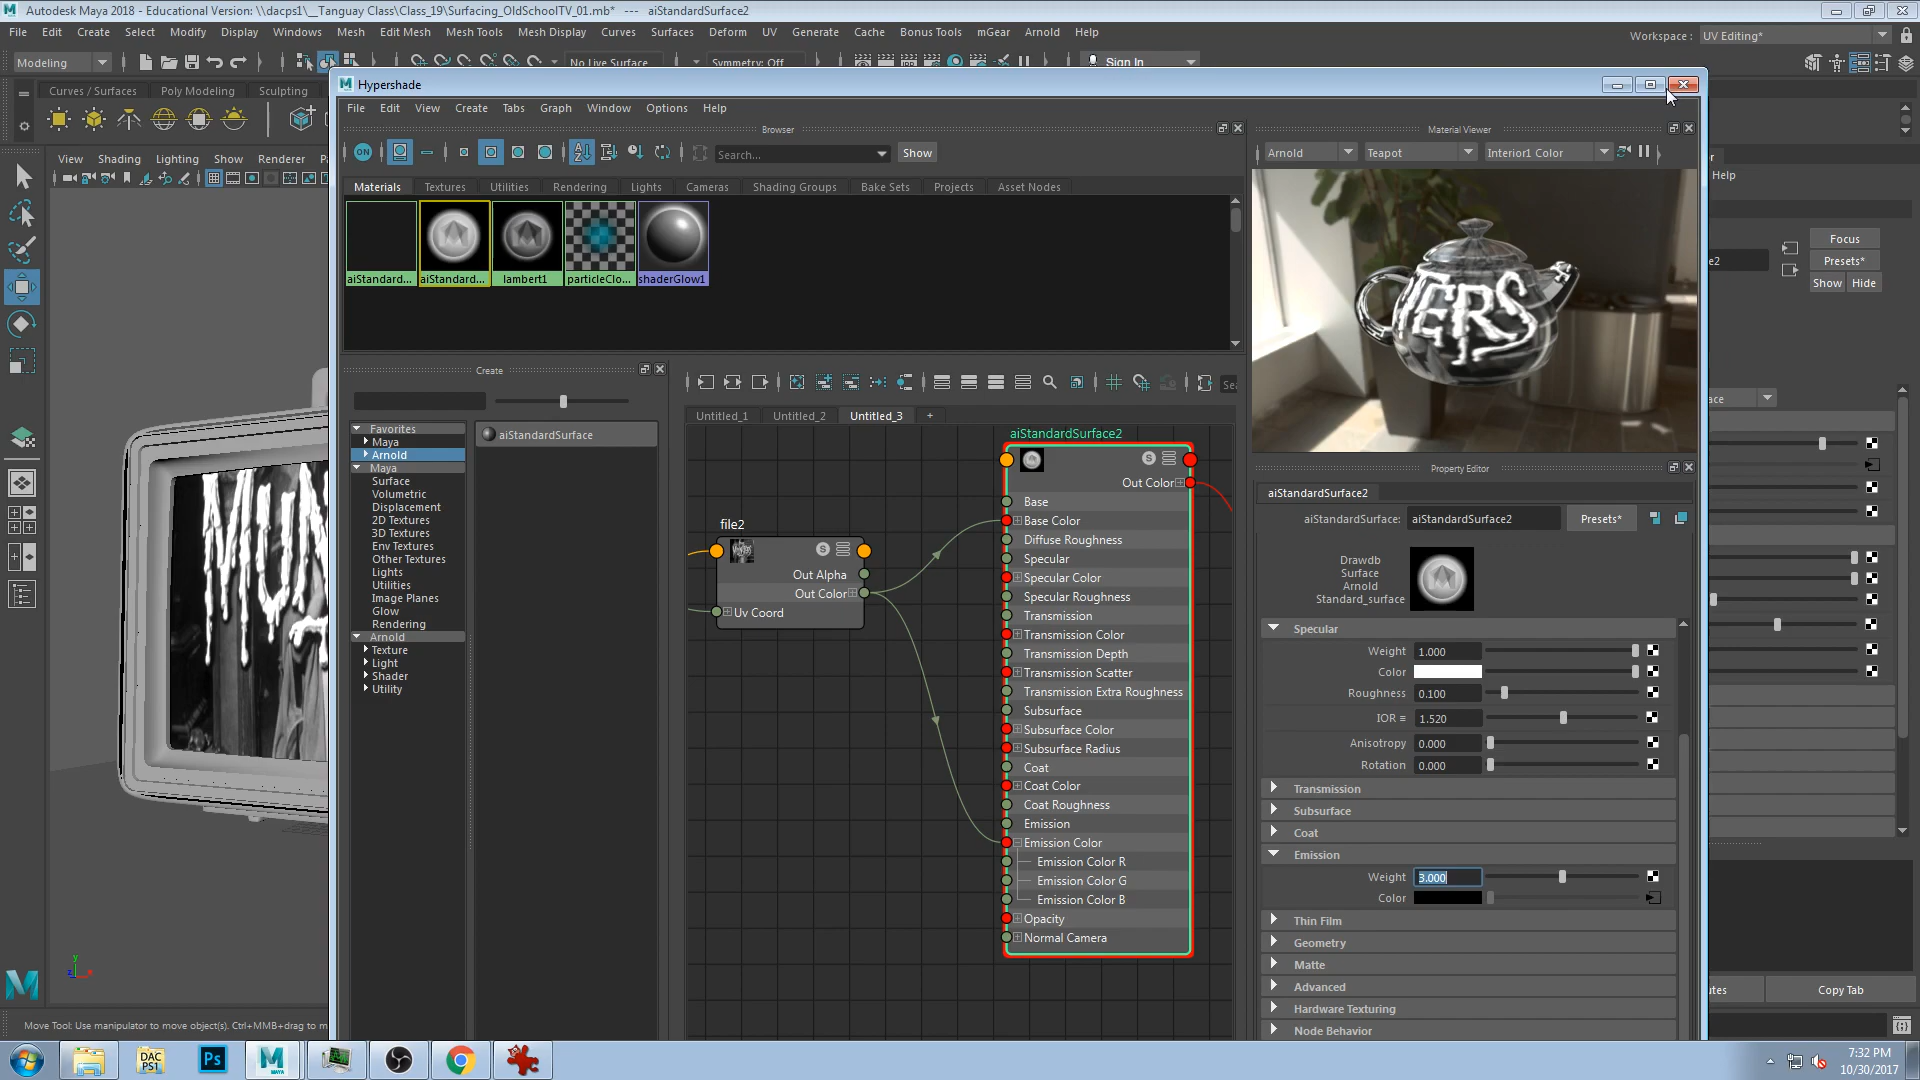 Autodesk Maya 2018 - Educational Version: \\dacps1\__Tanguay Class\Class_19\Surfacing_OldSchoolTV_01.mb* --- aiStandardSurface2
File Edit Create Select Modify Display Windows Mesh Edit Mesh Mesh Tools Mesh Display Curves Surfaces Deform UV Generate Cache Bonus Tools mGear Arnold Help
Workspace : UV Editing*
Modeling No Live Surface Symmetry: Off Sign In
Hypershade
Curves / Surfaces Poly Modeling Sculpting
File Edit View Create Tabs Graph Window Options Help
Browser
Material Viewer
ON Search... Show
Arnold Teapot Interior1 Color
View Shading Lighting Show Renderer
Help
Materials Textures Utilities Rendering Lights Cameras Shading Groups Bake Sets Projects Asset Nodes
aiStandard... aiStandard... lambert1 particleClo... shaderGlow1
Focus
Presets*
Show Hide
Create
Untitled_1 Untitled_2 Untitled_3 +
Favorites
Maya
Arnold
Maya
Surface
Volumetric
Displacement
2D Textures
3D Textures
Env Textures
Other Textures
Lights
Utilities
Image Planes
Glow
Rendering
Arnold
Texture
Light
Shader
Utility
aiStandardSurface
file2
Out Alpha
Out Color
Uv Coord
aiStandardSurface2
Out Color
Base
Base Color
Diffuse Roughness
Specular
Specular Color
Specular Roughness
Transmission
Transmission Color
Transmission Depth
Transmission Scatter
Transmission Extra Roughness
Subsurface
Subsurface Color
Subsurface Radius
Coat
Coat Color
Coat Roughness
Emission
Emission Color
Emission Color R
Emission Color G
Emission Color B
Opacity
Normal Camera
Property Editor
aiStandardSurface2
aiStandardSurface: aiStandardSurface2 Presets*
Drawdb
Surface
Arnold
Standard_surface
Specular
Weight 1.000
Color
Roughness 0.100
IOR 1.520
Anisotropy 0.000
Rotation 0.000
Transmission
Subsurface
Coat
Emission
Weight 3.000
Color
Thin Film
Geometry
Matte
Advanced
Hardware Texturing
Node Behavior
Copy Tab
Move Tool: Use manipulator to move object(s). Ctrl+MMB+drag to m
DAC
PS1
Ps
MAYA
7:32 PM
10/30/2017